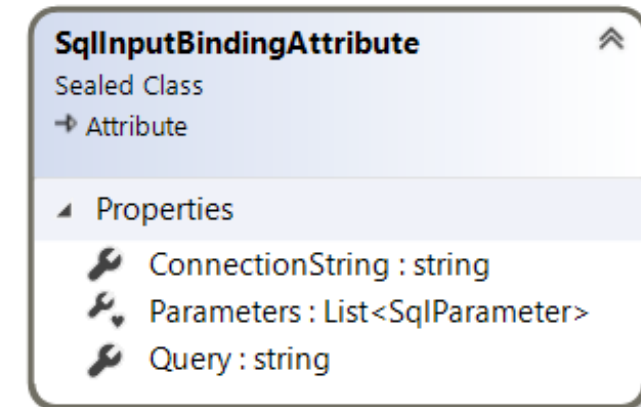 SqlInputBindingAttribute
Sealed Class
Attribute
Properties
ConnectionString : string
Parameters : List<SqlParameter>
Query : string